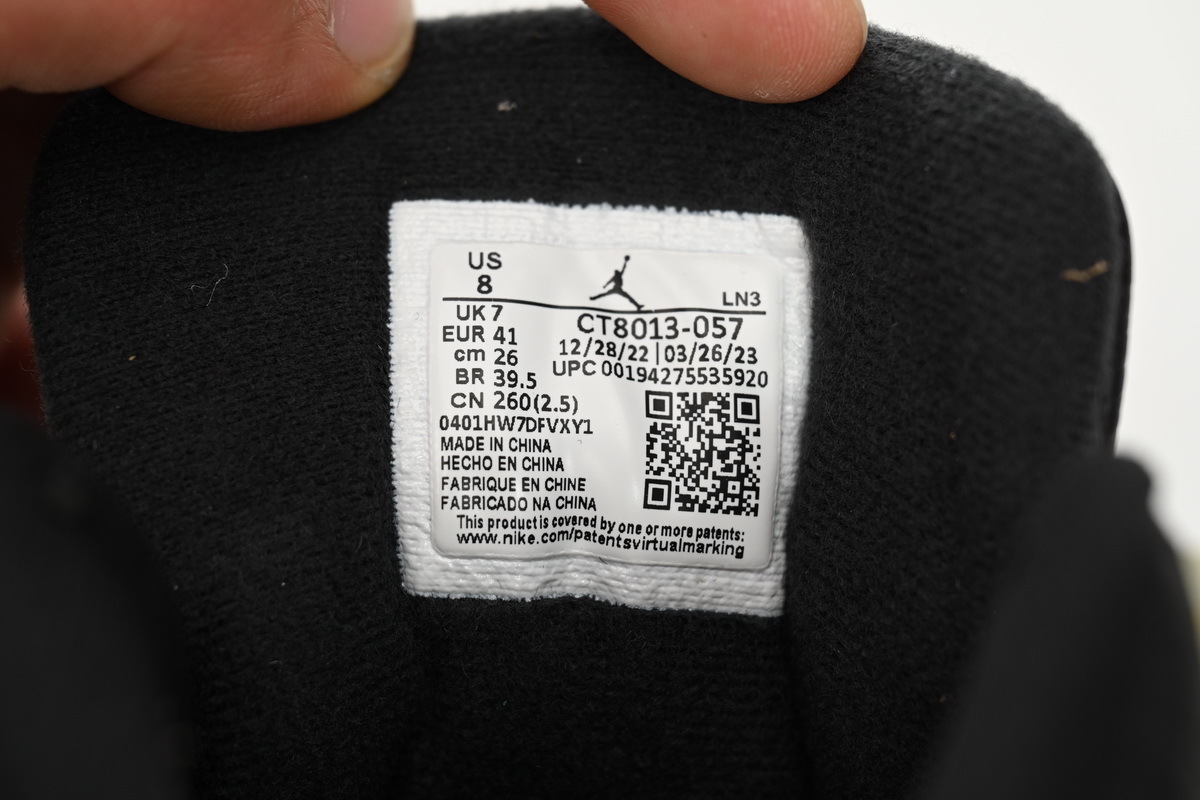 US
8
LN3
UK 7
CT8013-057
EUR 41
12/28/22 | 03/26/23
cm 26
UPC 00194275535920
BR 39.5
CN 260(2.5)
0401HW7DFVXY1
MADE IN CHINA
HECHO EN CHINA
FABRIQUE EN CHINE
FABRICADO NA CHINA
This product is covered by one or more patents:
www.nike.com/patentsvirtualmarking